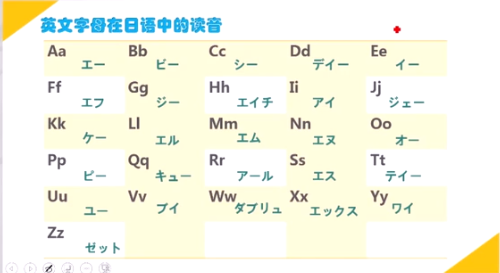 英文字母在日语中的读音
Aa Bb Cc Dd Ee
エー ビー シー デイー イー
Ff Gg Hh Ii Jj
エフ ジー エイチ アイ ジェー
Kk Ll Mm Nn Oo
ケー エル エム エヌ オー
Pp Qq Rr Ss Tt
ピー キュー アール エス テイー
Uu Vv Ww Xx Yy
ユー ブイ ダブリュ エックス ワイ
Zz
ゼット